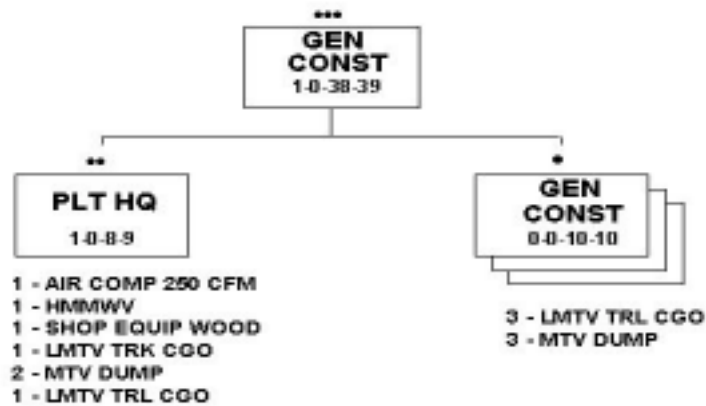 GEN
CONST
1-0-38-39
PLT HQ
1-0-8-9
1 - AIR COMP 250 CFM
1 - HMMWV
1 - SHOP EQUIP WOOD
1 - LMTV TRK CGO
2 - MTV DUMP
1 - LMTV TRL CGO
GEN
CONST
0-0-10-10
3 - LMTV TRL CGO
3 - MTV DUMP